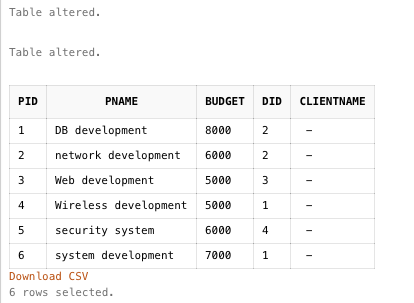 Table altered.
Table altered.
PID PNAME BUDGET DID CLIENTNAME
1 DB development 8000 2 –
2 network development 6000 2 –
3 Web development 5000 3 –
4 Wireless development 5000 1 –
5 security system 6000 4 –
6 system development 7000 1 –
Download CSV
6 rows selected.